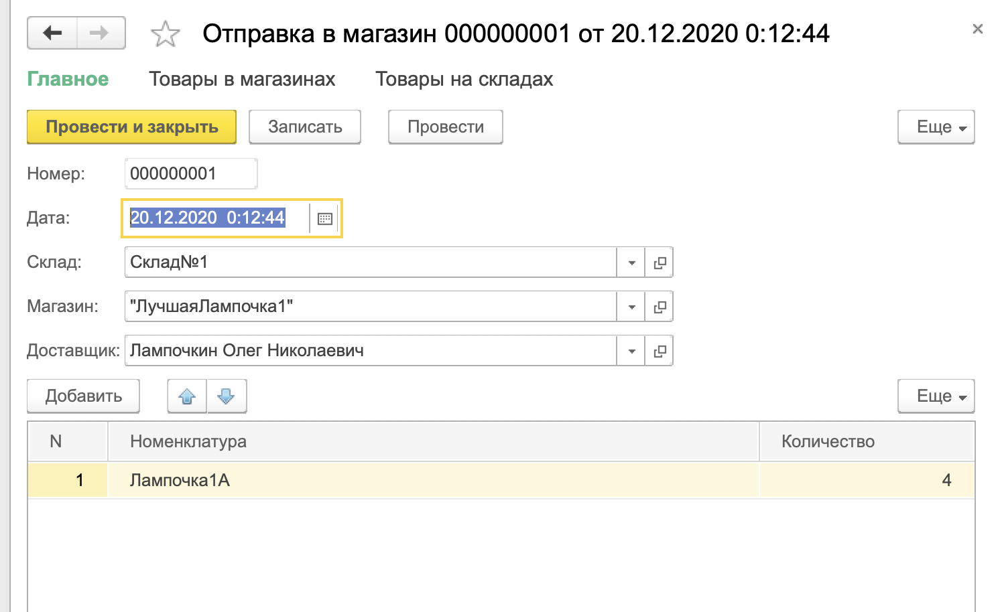 Отправка в магазин 000000001 от 20.12.2020 0:12:44
Главное Товары в магазинах Товары на складах
Провести и закрыть Записать Провести Еще
Номер: 000000001
Дата: 20.12.2020 0:12:44
Склад: Склад№1
Магазин: "ЛучшаяЛампочка1"
Доставщик: Лампочкин Олег Николаевич
Добавить Еще
N Номенклатура Количество
1 Лампочка1А 4